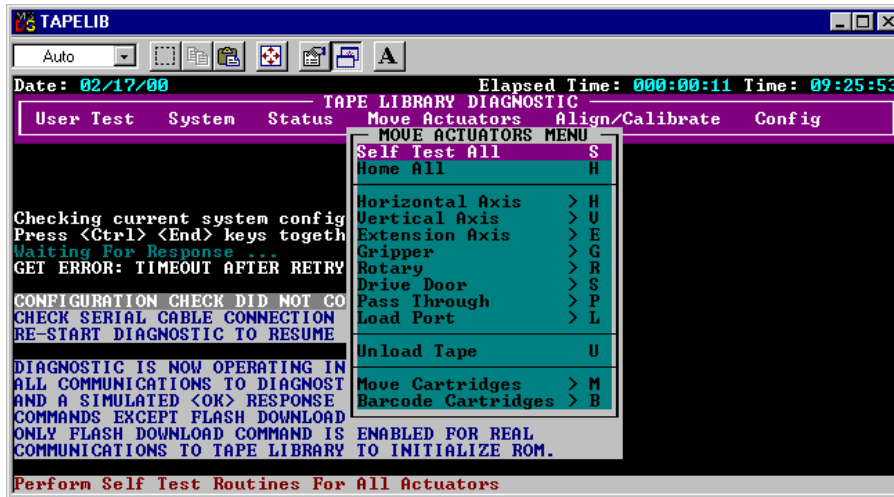 TAPELIB
Auto
A
Date: 02/17/00 Elapsed Time: 000:00:11 Time: 09:25:53
TAPE LIBRARY DIAGNOSTIC
User Test System Status Move Actuators Align/Calibrate Config
MOVE ACTUATORS MENU
Self Test All S
Home All H
Horizontal Axis > H
Vertical Axis > V
Extension Axis > E
Gripper > G
Rotary > R
Drive Door > S
Pass Through > P
Load Port > L
Unload Tape U
Move Cartridges > M
Barcode Cartridges > B
Checking current system config
Press <Ctrl> <End> keys togeth
Waiting For Response ...
GET ERROR: TIMEOUT AFTER RETRY
CONFIGURATION CHECK DID NOT CO
CHECK SERIAL CABLE CONNECTION
RE-START DIAGNOSTIC TO RESUME
DIAGNOSTIC IS NOW OPERATING IN
ALL COMMUNICATIONS TO DIAGNOST
AND A SIMULATED <OK> RESPONSE
COMMANDS EXCEPT FLASH DOWNLOAD
ONLY FLASH DOWNLOAD COMMAND IS ENABLED FOR REAL
COMMUNICATIONS TO TAPE LIBRARY TO INITIALIZE ROM.
Perform Self Test Routines For All Actuators